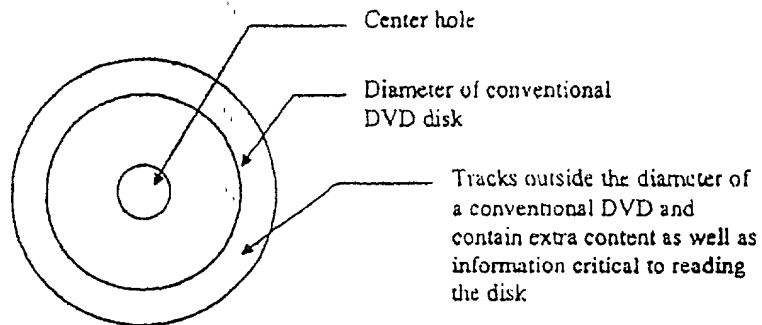 Center hole
Diameter of conventional
DVD disk
Tracks outside the diameter of
a conventional DVD and
contain extra content as well as
information critical to reading
the disk